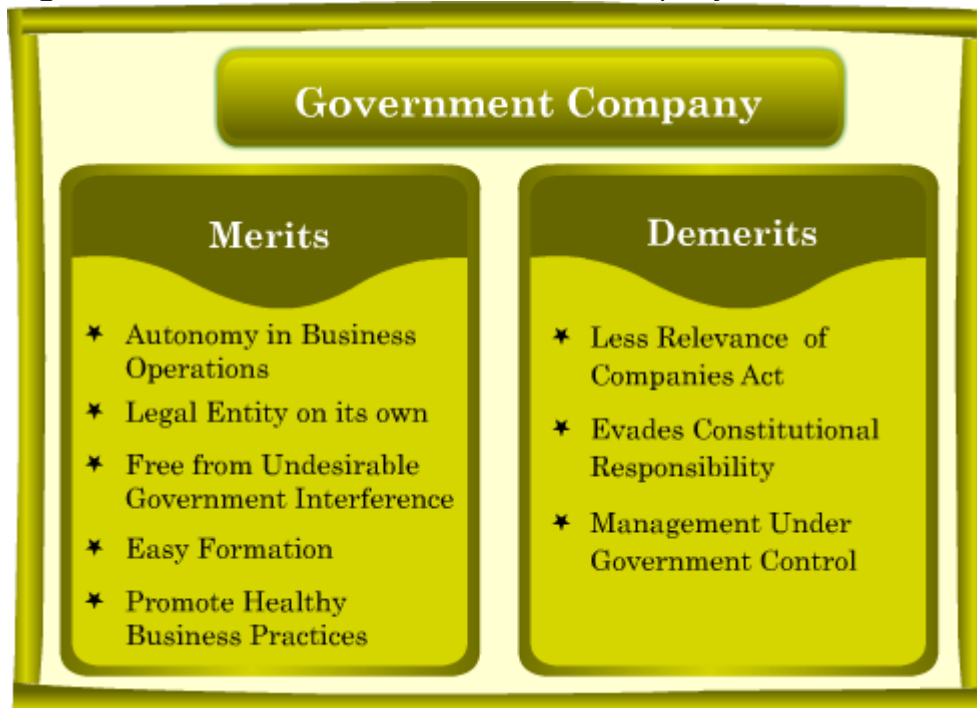 Government Company
Merits
Autonomy in Business
Operations
Legal Entity on its own
Free from Undesirable
Government Interference
Easy Formation
Promote Healthy
Business Practices
Demerits
Less Relevance of
Companies Act
Evades Constitutional
Responsibility
Management Under
Government Control